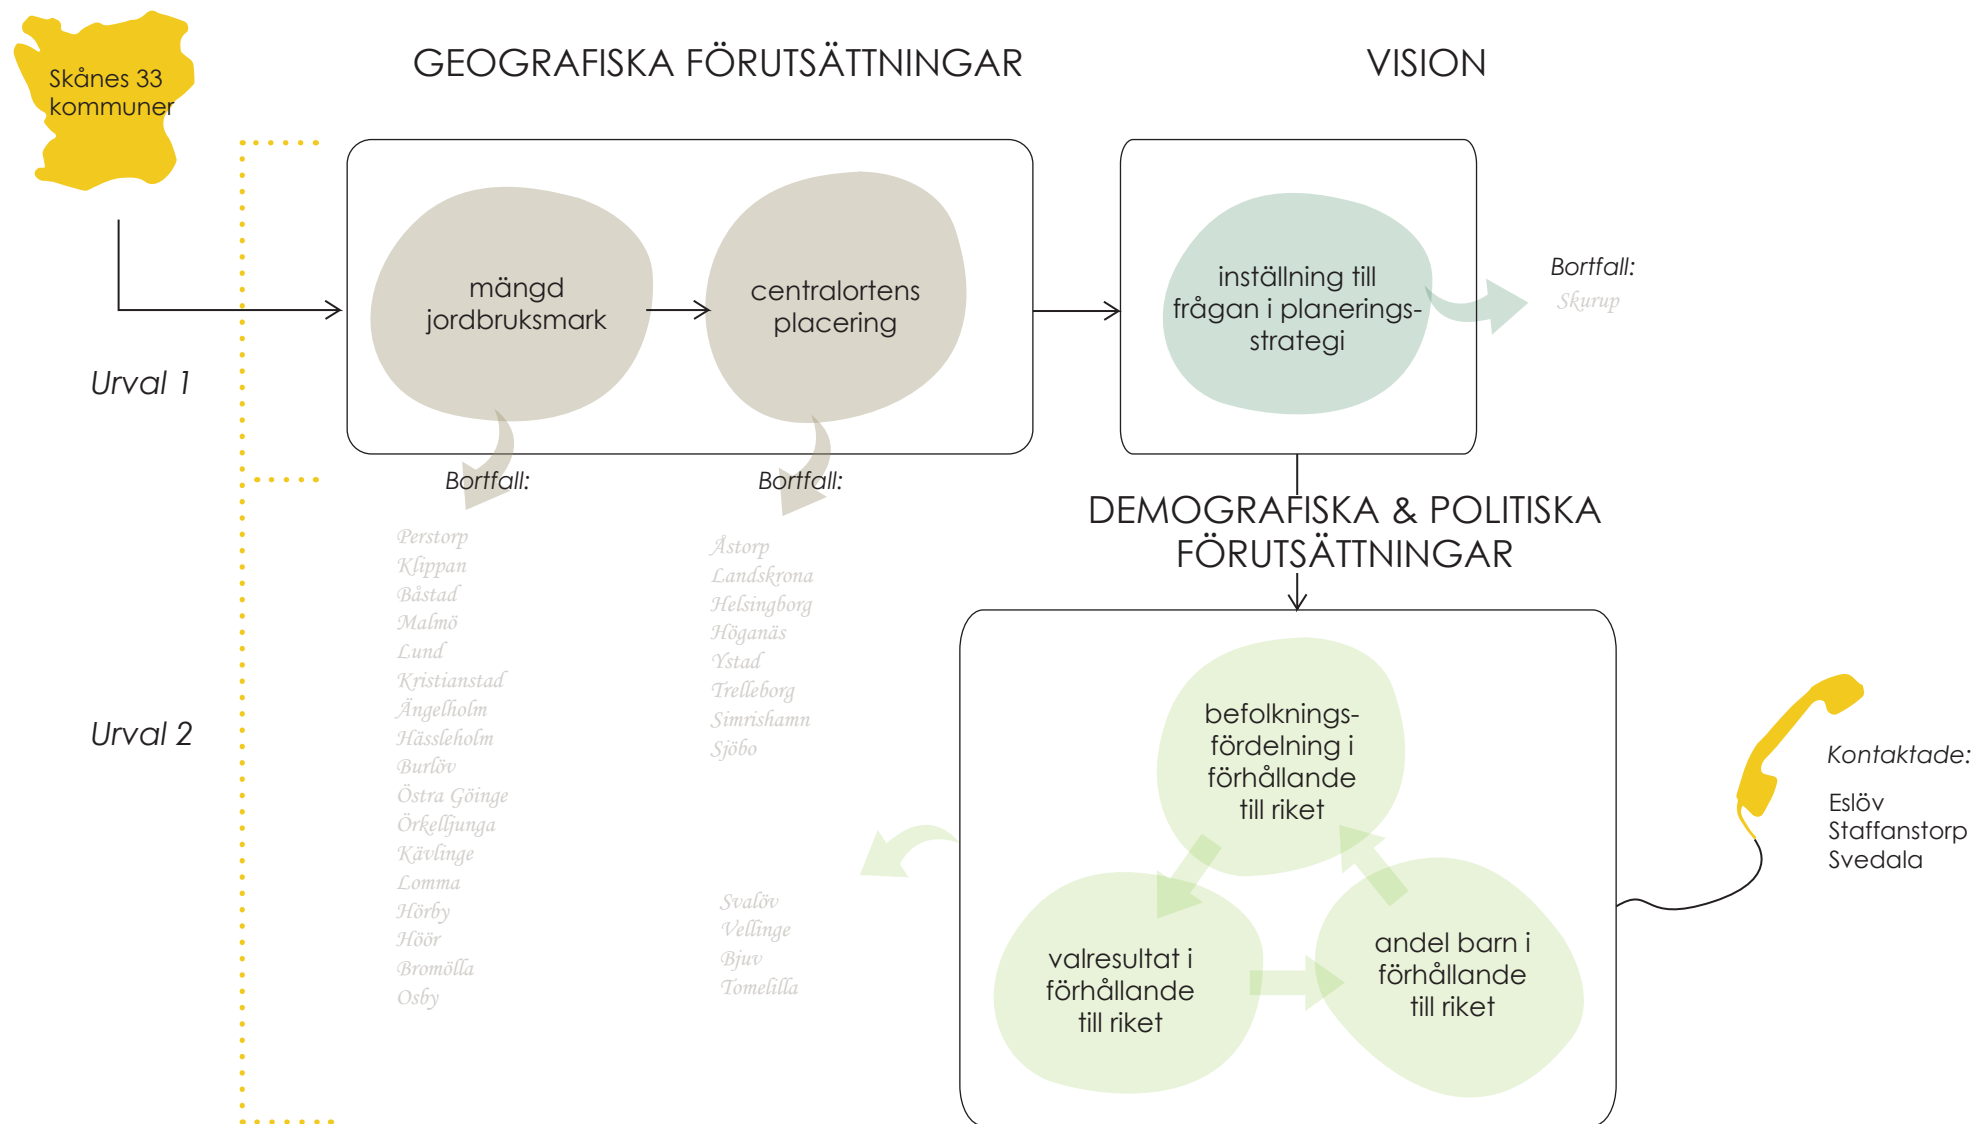 Skånes 33
kommuner
GEOGRAFISKA FÖRUTSÄTTNINGAR
VISION
mängd
jordbruksmark
centralortens
placering
inställning till
frågan i planerings-
strategi
Bortfall:
Skurup
Urval 1
Bortfall:
Perstorp
Klippan
Båstad
Malmö
Lund
Kristianstad
Ängelholm
Hässleholm
Burlöv
Östra Göinge
Örkelljunga
Kävlinge
Lomma
Hörby
Höör
Bromölla
Osby
Bortfall:
Åstorp
Landskrona
Helsingborg
Höganäs
Ystad
Trelleborg
Simrishamn
Sjöbo
DEMOGRAFISKA & POLITISKA
FÖRUTSÄTTNINGAR
Urval 2
Svalöv
Vellinge
Bjuv
Tomelilla
befolknings-
fördelning i
förhållande
till riket
valresultat i
förhållande
till riket
andel barn i
förhållande
till riket
Kontaktade:
Eslöv
Staffanstorp
Svedala